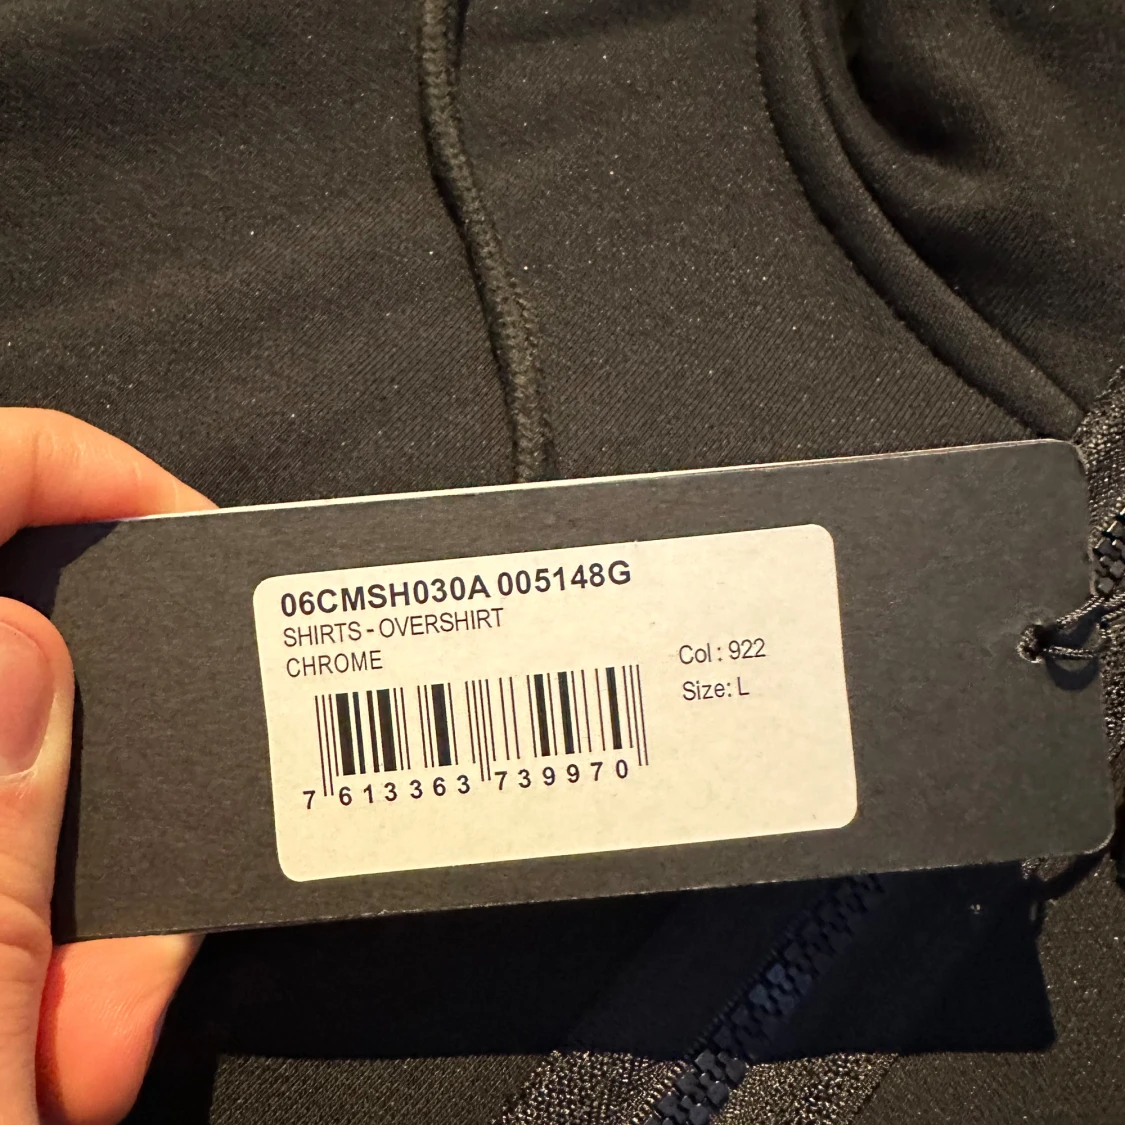 06CMSH030A 005148G
SHIRTS - OVERSHIRT
CHROME
Col : 922
Size: L
7 613363 739970